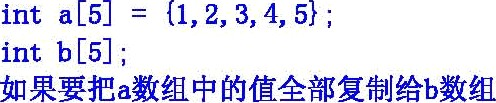 int a[5] = {1,2,3,4,5};
int b[5];
如果要把a数组中的值全部复制给b数组